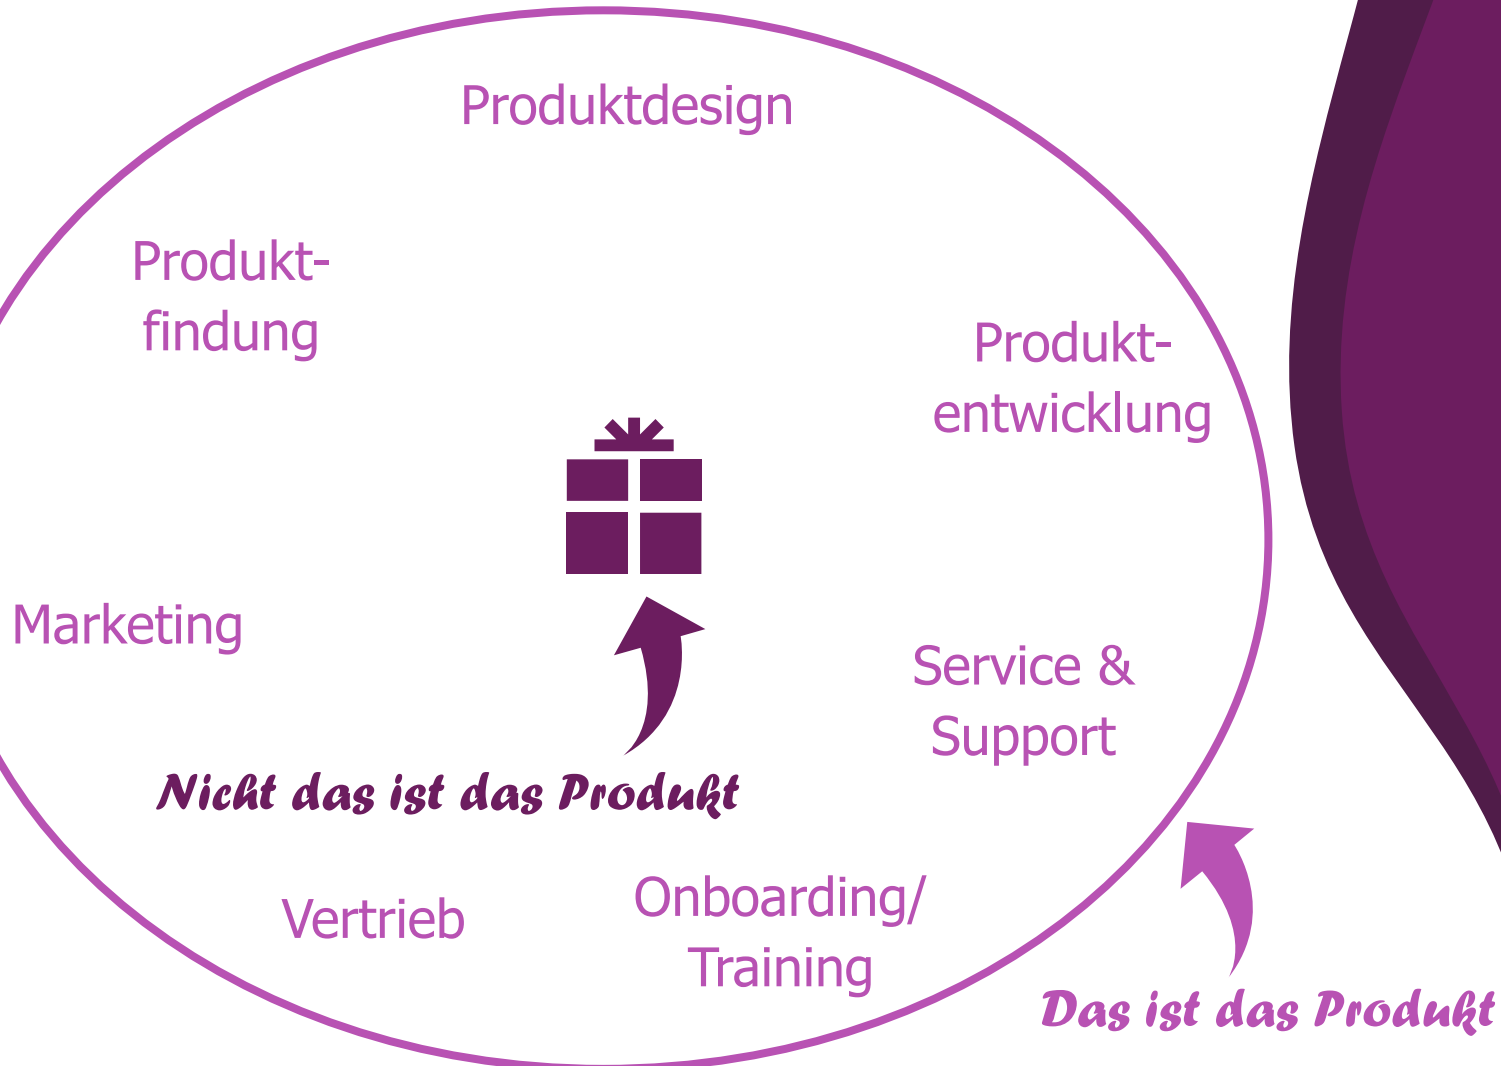 Produktdesign
Produkt-
findung
Produkt-
entwicklung
Marketing
Service &
Support
Nicht das ist das Produkt
Vertrieb
Onboarding/
Training
Das ist das Produkt